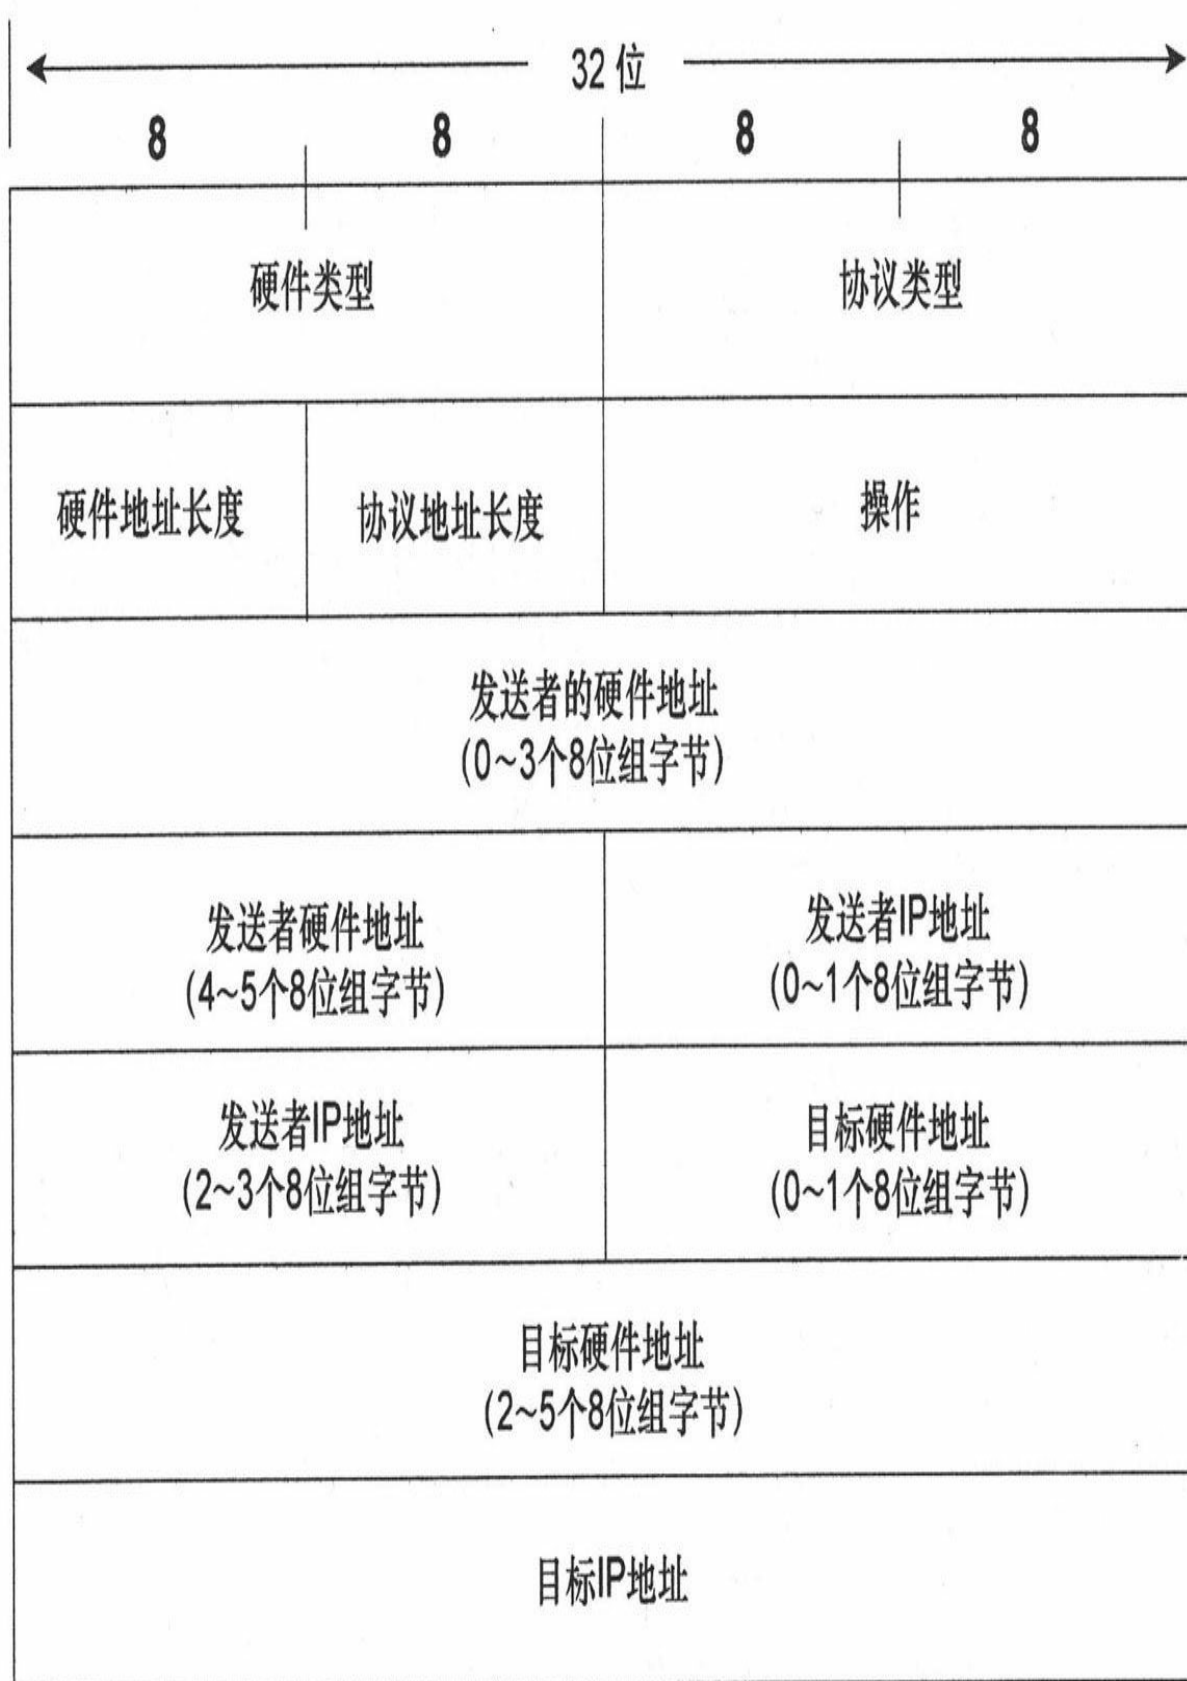 32 位
8 8 8 8
硬件类型 协议类型
硬件地址长度 协议地址长度 操作
发送者的硬件地址
(0~3个8位组字节)
发送者硬件地址
(4~5个8位组字节)
发送者IP地址
(0~1个8位组字节)
发送者IP地址
(2~3个8位组字节)
目标硬件地址
(0~1个8位组字节)
目标硬件地址
(2~5个8位组字节)
目标IP地址